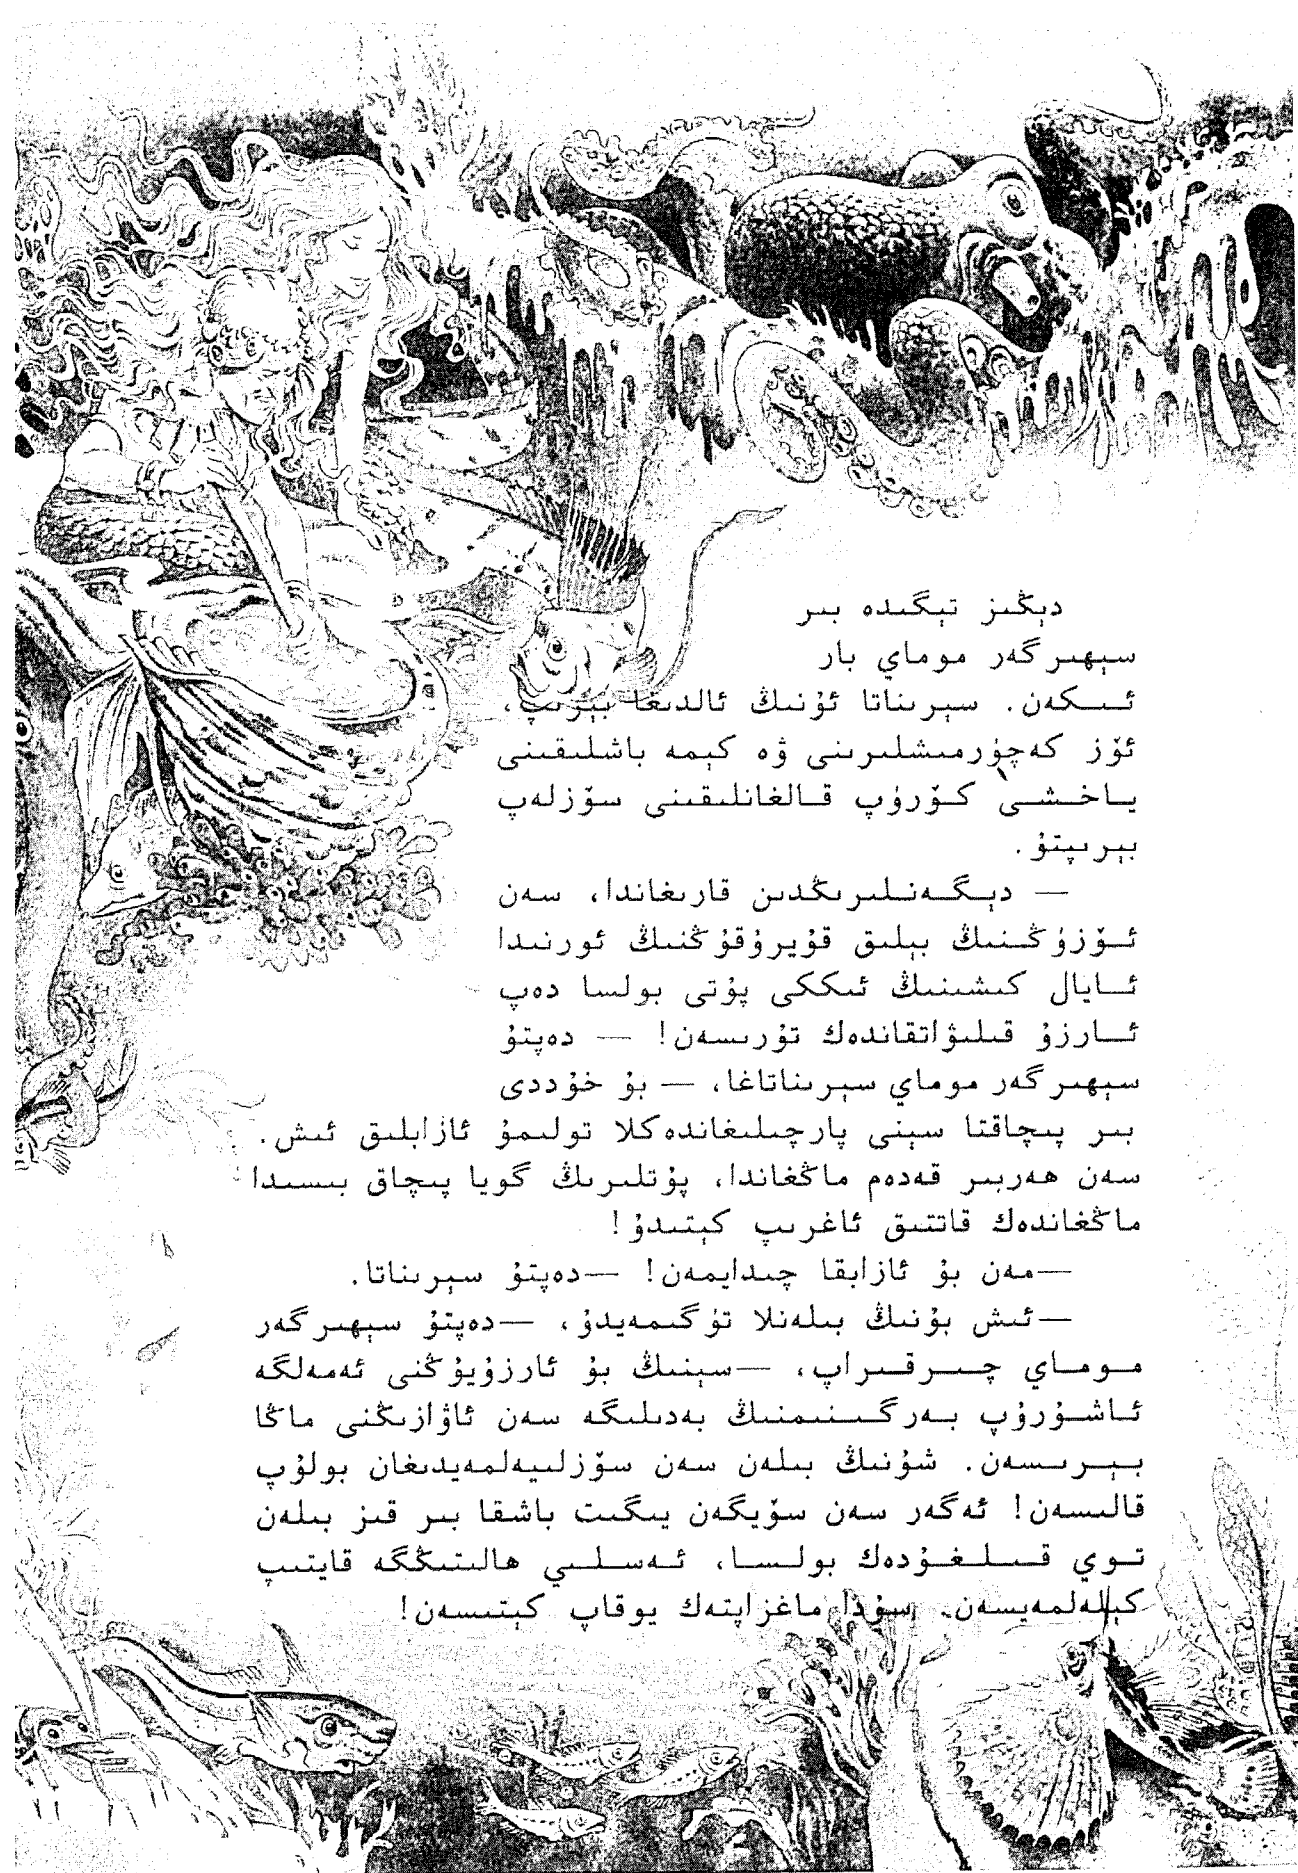 دېڭىز تېگىدە بىر
سېھىرگەر موماي بار
ئىكەن. سېرىناتا ئۇنىڭ ئالدىغا بېرىپ،
ئۆز كەچۈرمىشلىرىنى ۋە كېمە باشلىقىنى
ياخشى كۆرۈپ قالغانلىقىنى سۆزلەپ
بېرىپتۇ.
— دېگەنلىرىڭدىن قارىغاندا، سەن
ئۆزۈڭنىڭ بېلىق قۇيرۇقۇڭنىڭ ئورنىدا
ئايال كىشىنىڭ ئىككى پۇتى بولسا دەپ
ئارزۇ قىلىۋاتقاندەك تۇرىسەن! — دەپتۇ
سېھىرگەر موماي سېرىناتاغا، — بۇ خۇددى
بىر پىچاقتا سېنى پارچىلىغاندەكلا تولىمۇ ئازابلىق ئىش.
سەن ھەربىر قەدەم ماڭغاندا، پۇتلىرىڭ گويا پىچاق بىسىدا
ماڭغاندەك قاتتىق ئاغرىپ كېتىدۇ!
—مەن بۇ ئازابقا چىدايمەن! —دەپتۇ سېرىناتا.
—ئىش بۇنىڭ بىلەنلا تۈگىمەيدۇ، —دەپتۇ سېھىرگەر
موماي چىرقىراپ، —سېنىڭ بۇ ئارزۇيۇڭنى ئەمەلگە
ئاشۇرۇپ بەرگىنىمنىڭ بەدىلىگە سەن ئاۋازىڭنى ماڭا
بېرىسەن. شۇنىڭ بىلەن سەن سۆزلىيەلمەيدىغان بولۇپ
قالىسەن! ئەگەر سەن سۆيگەن يىگىت باشقا بىر قىز بىلەن
توي قىلغۇدەك بولسا، ئەسلىي ھالىتىڭگە قايتىپ
كېلەلمەيسەن. سۇدا ماغزاپتەك يوقاپ كېتىسەن!